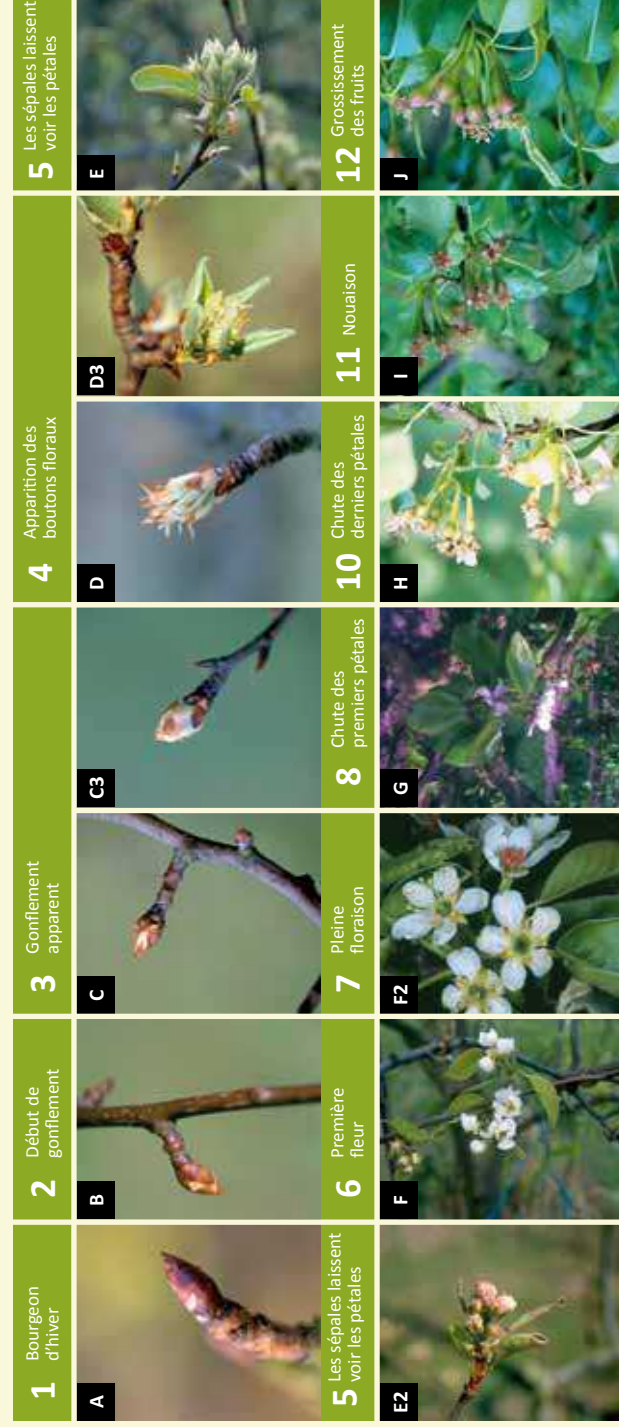 1 Bourgeon
d'hiver
2 Début de
gonflement
3 Gonflement
apparent
4 Apparition des
boutons floraux
5 Les sépales laissent
voir les pétales
A
B
C
C3
D
D3
E
5 Les sépales laissent
voir les pétales
6 Première
fleur
7 Pleine
floraison
8 Chute des
premiers pétales
10 Chute des
derniers pétales
11 Nouaison
12 Grossissement
des fruits
E2
F
F2
G
H
I
J